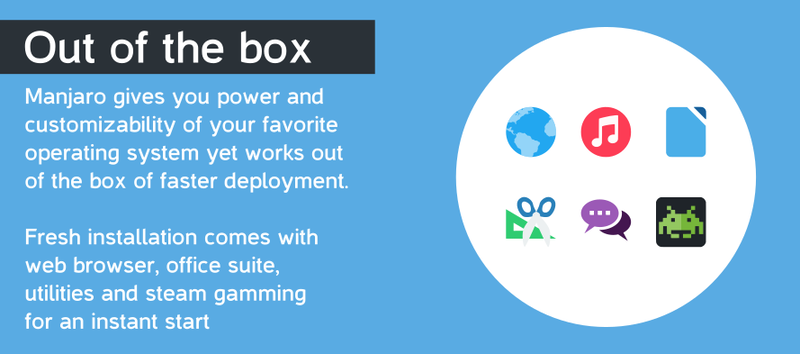 Out of the box
Manjaro gives you power and
customizability of your favorite
operating system yet works out
of the box of faster deployment.
Fresh installation comes with
web browser, office suite,
utilities and steam gamming
for an instant start